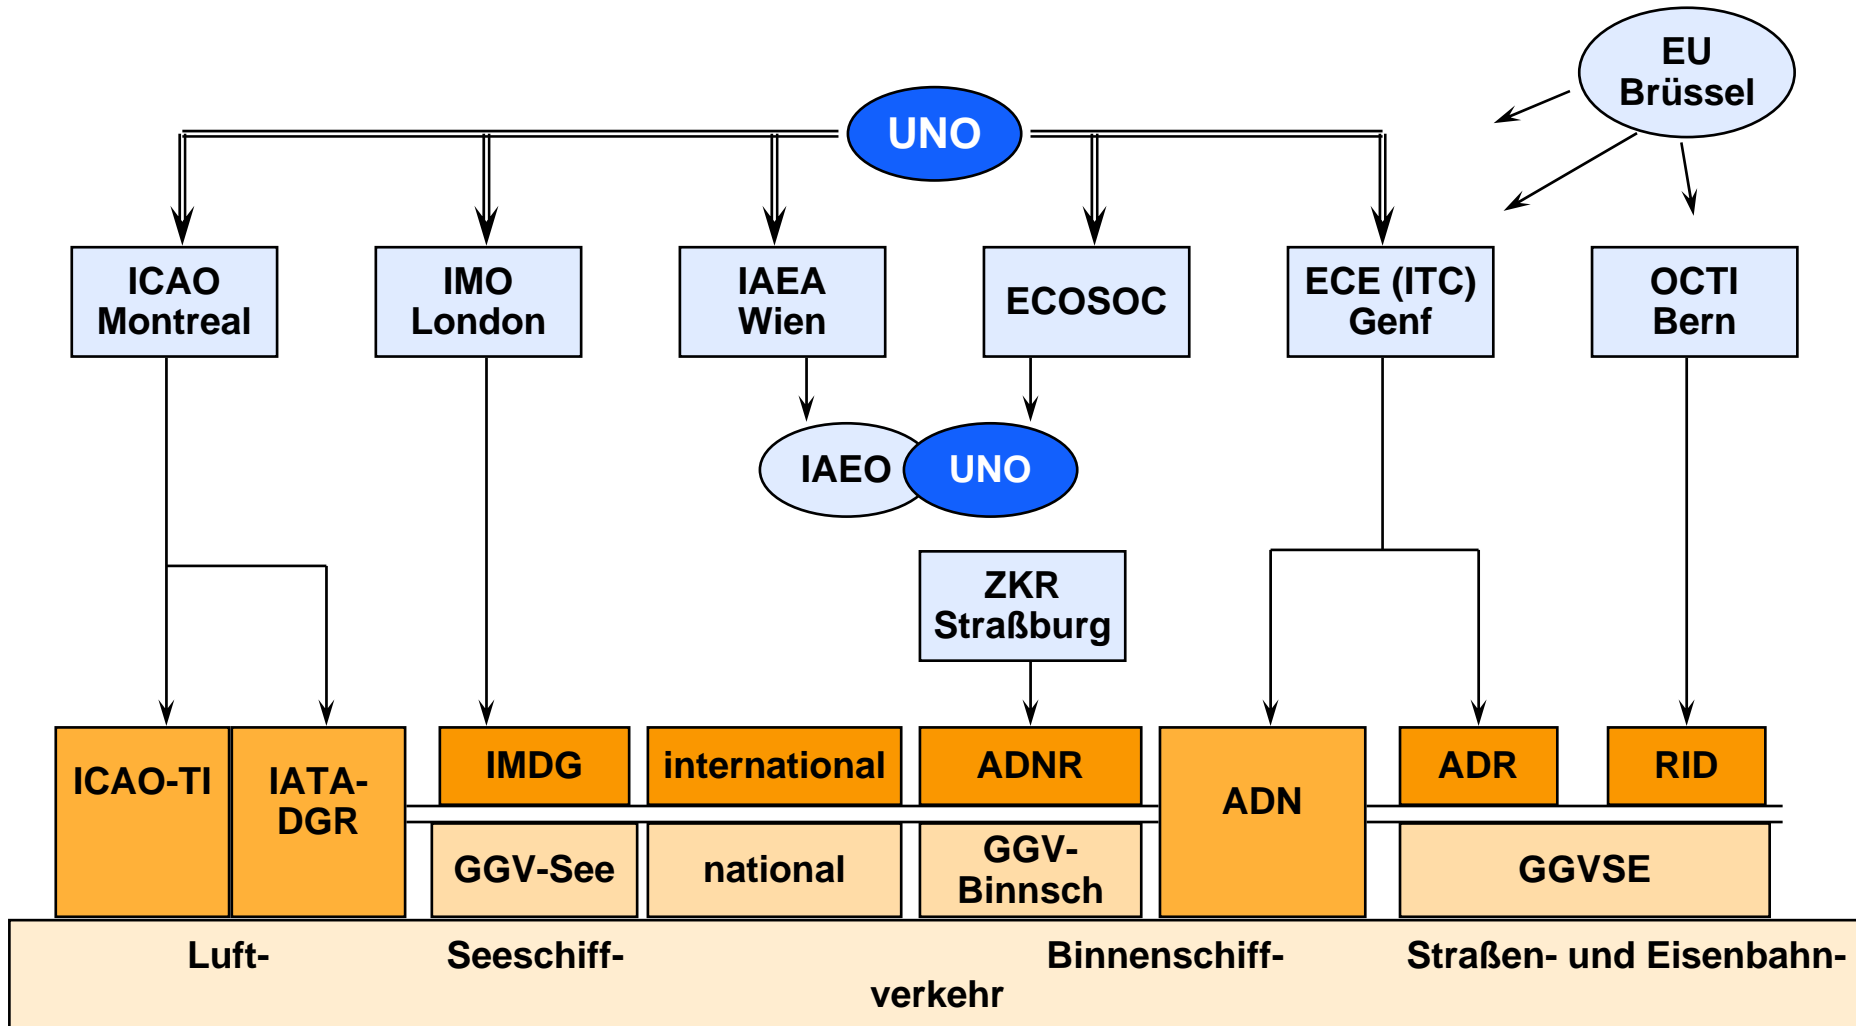 EU
Brüssel
UNO
ICAO
Montreal
IMO
London
IAEA
Wien
ECOSOC
ECE (ITC)
Genf
OCTI
Bern
IAEO
UNO
ZKR
Straßburg
ICAO-TI
IATA-
DGR
IMDG
international
ADNR
ADN
ADR
RID
GGV-See
national
GGV-
Binnsch
GGVSE
Luft-
Seeschiff-
Binnenschiff-
Straßen- und Eisenbahn-
verkehr